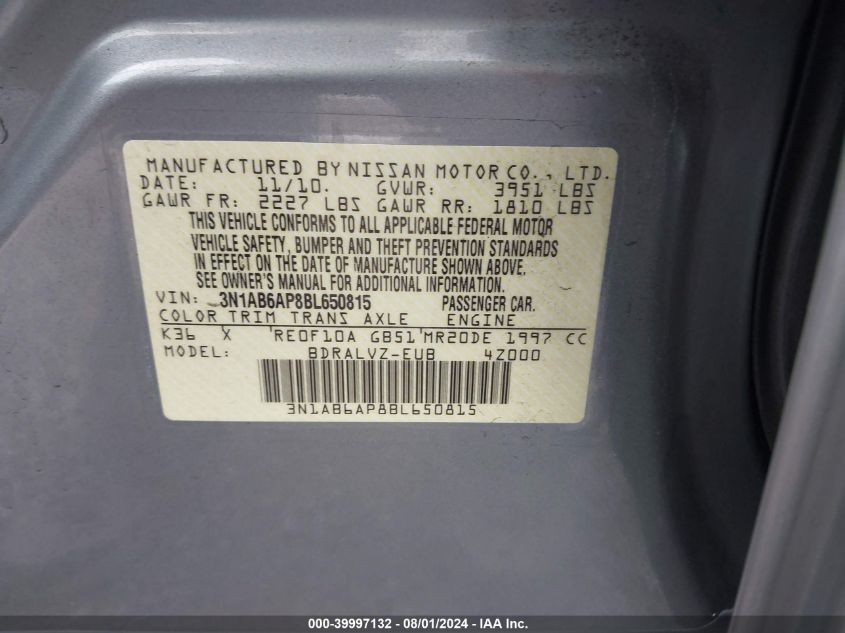 MANUFACTURED BY NISSAN MOTOR CO., LTD.
DATE: 11/10. GVWR: 3951 LBS
GAWR FR: 2227 LBS GAWR RR: 1810 LBS
THIS VEHICLE CONFORMS TO ALL APPLICABLE FEDERAL MOTOR
VEHICLE SAFETY, BUMPER AND THEFT PREVENTION STANDARDS
IN EFFECT ON THE DATE OF MANUFACTURE SHOWN ABOVE.
SEE OWNER'S MANUAL FOR ADDITIONAL INFORMATION.
VIN: 3N1AB6AP8BL650815 PASSENGER CAR.
COLOR TRIM TRANS AXLE ENGINE
K36 X RE0F10A GB51 MR20DE 1997 CC
MODEL: BDRALVZ-EUB 4Z000
3N1AB6AP8BL650815
000-39997132 - 08/01/2024 - IAA Inc.